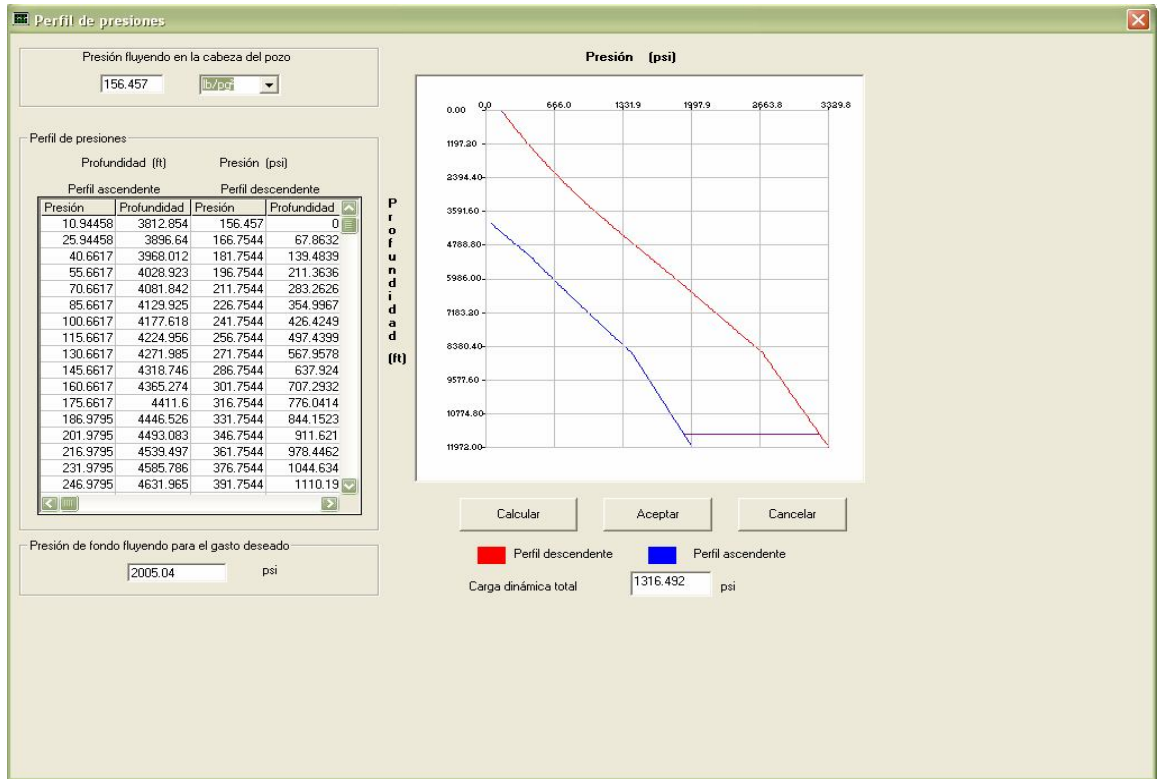 Perfil de presiones
Presión fluyendo en la cabeza del pozo
156.457 lb/pg²
Perfil de presiones
Profundidad (ft) Presión (psi)
Perfil ascendente Perfil descendente
Presión Profundidad Presión Profundidad
10.94458 3812.854 156.457 0
25.94458 3896.64 166.7544 67.8632
40.6617 3968.012 181.7544 139.4839
55.6617 4028.923 196.7544 211.3636
70.6617 4081.842 211.7544 283.2626
85.6617 4129.925 226.7544 354.9967
100.6617 4177.618 241.7544 426.4249
115.6617 4224.956 256.7544 497.4399
130.6617 4271.985 271.7544 567.9578
145.6617 4318.746 286.7544 637.924
160.6617 4365.274 301.7544 707.2932
175.6617 4411.6 316.7544 776.0414
186.9795 4446.526 331.7544 844.1523
201.9795 4493.083 346.7544 911.621
216.9795 4539.497 361.7544 978.4462
231.9795 4585.786 376.7544 1044.634
246.9795 4631.965 391.7544 1110.19
Presión de fondo fluyendo para el gasto deseado
2005.04 psi
Presión (psi)
0.0 666.0 1331.9 1997.9 2663.8 3329.8
0.00
1197.20
2394.40
3591.60
4788.80
5986.00
7183.20
8380.40
9577.60
10774.80
11972.00
Profundidad (ft)
Calcular Aceptar Cancelar
Perfil descendente Perfil ascendente
Carga dinámica total 1316.492 psi